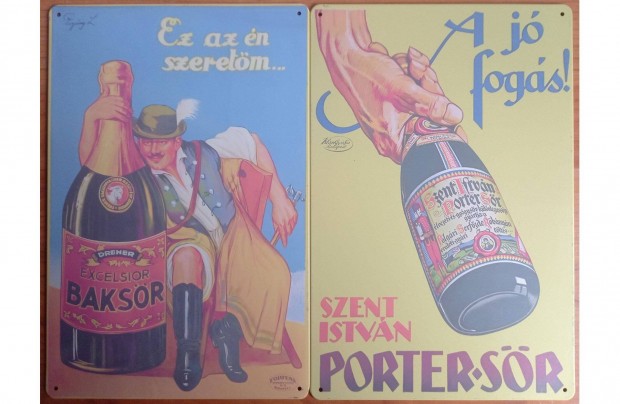 Ez az én
szeretőm...
DREHER
EXCELSIOR
BAKSÖR
A jó
fogás!
Szent István
Porter Sör
SZENT
ISTVÁN
PORTER-SÖR